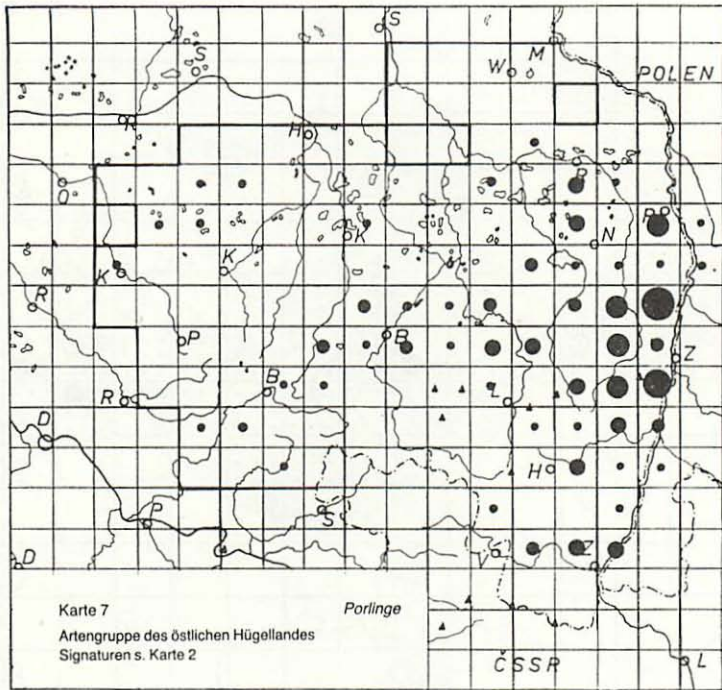 S
S
W
M
POLEN
R
H
P
O
P
K
N
K
K
R
P
B
Z
B
R
L
D
H
P
S
D
V
Z
Karte 7
Porlinge
Artengruppe des östlichen Hügellandes
Signaturen s. Karte 2
ČSSR
L